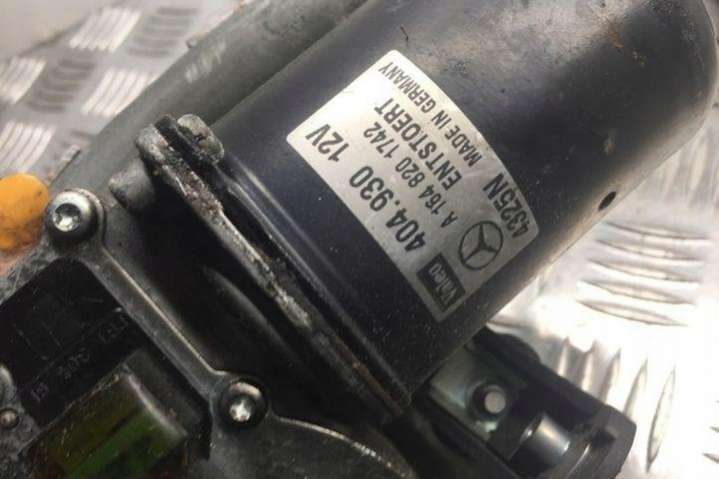 Valeo 404.930 12V
A 164 820 1742
ENTSTOERT
4325N MADE IN GERMANY